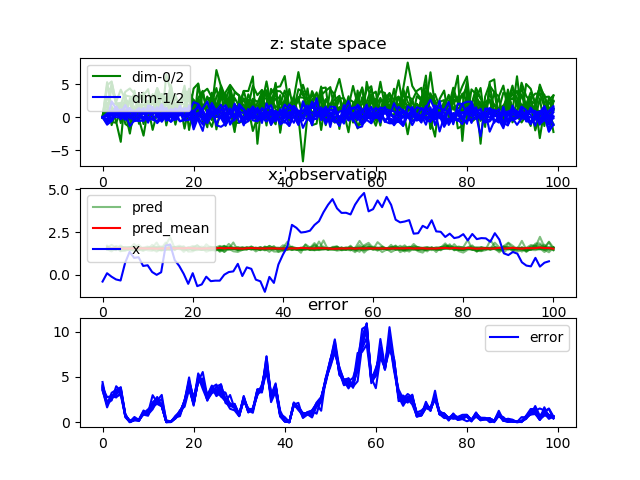 z: state space
5
0
−5
dim-0/2
dim-1/2
0 20 40 60 80 100
x: observation
5.0
2.5
0.0
pred
pred_mean
x
0 20 40 60 80 100
error
10
5
0
error
0 20 40 60 80 100